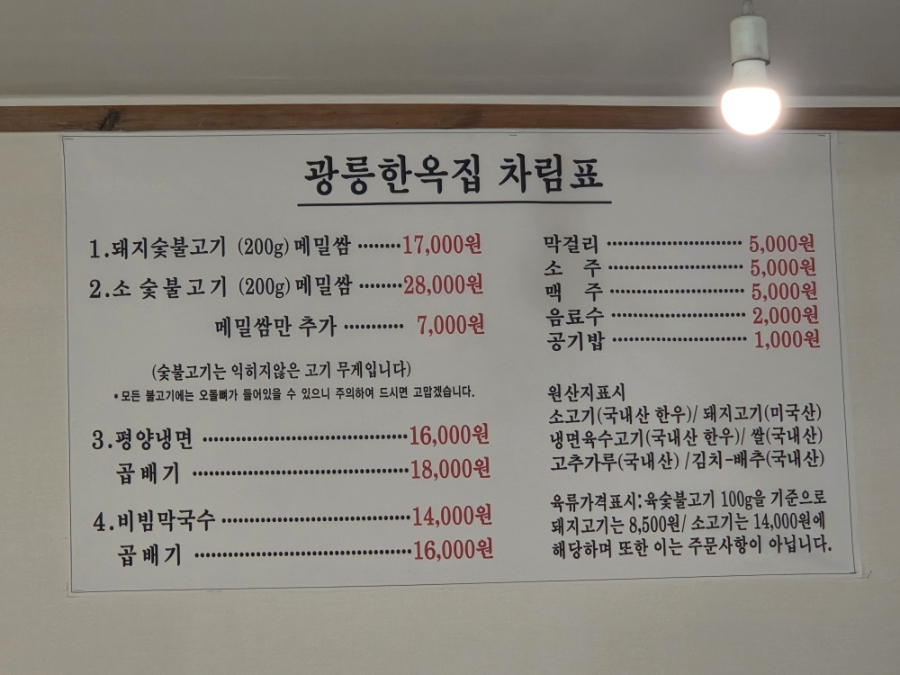 광릉한옥집 차림표
1.돼지숯불고기 (200g) 메밀쌈 ········17,000원
2.소 숯불고기 (200g) 메밀쌈 ········28,000원
메밀쌈만 추가 ··········· 7,000원
(숯불고기는 익히지않은 고기 무게입니다)
• 모든 불고기에는 오돌뼈가 들어있을 수 있으니 주의하여 드시면 고맙겠습니다.
3.평양냉면 ·····································16,000원
곱배기 ·······································18,000원
4.비빔막국수 ··································14,000원
곱배기 ·······································16,000원
막걸리 ························ 5,000원
소 주 ························ 5,000원
맥 주 ························ 5,000원
음료수 ························ 2,000원
공기밥 ························ 1,000원
원산지표시
소고기(국내산 한우)/ 돼지고기(미국산)
냉면육수고기(국내산 한우)/ 쌀(국내산)
고추가루(국내산) /김치-배추(국내산)
육류가격표시:육숯불고기 100g을 기준으로
돼지고기는 8,500원/ 소고기는 14,000원에
해당하며 또한 이는 주문사항이 아닙니다.